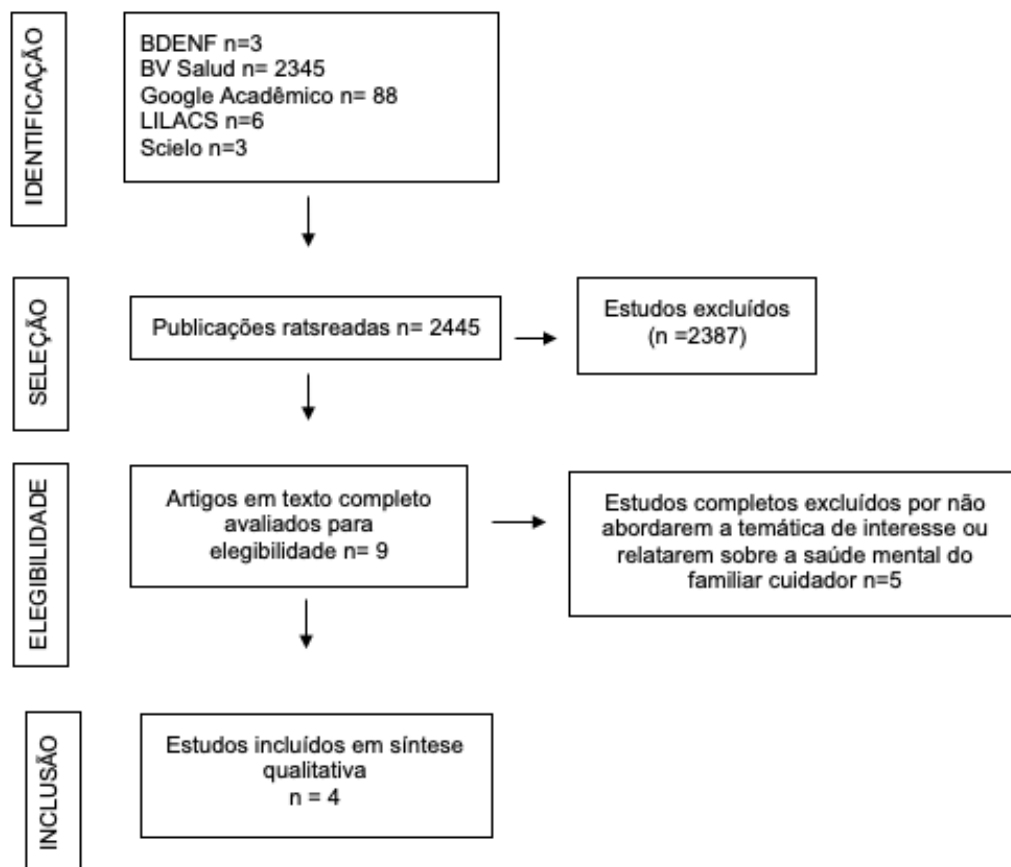 IDENTIFICAÇÃO
BDENF n=3
BV Salud n= 2345
Google Acadêmico n= 88
LILACS n=6
Scielo n=3
SELEÇÃO
Publicações ratsreadas n= 2445
Estudos excluídos
(n =2387)
ELEGIBILIDADE
Artigos em texto completo
avaliados para
elegibilidade n= 9
Estudos completos excluídos por não
abordarem a temática de interesse ou
relatarem sobre a saúde mental do
familiar cuidador n=5
INCLUSÃO
Estudos incluídos em síntese
qualitativa
n = 4